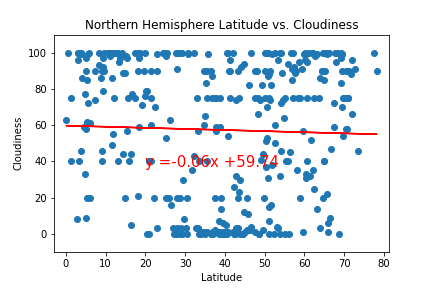 Northern Hemisphere Latitude vs. Cloudiness
100
80
60
40
20
0
Cloudiness
y =-0.06x +59.74
0 10 20 30 40 50 60 70 80
Latitude